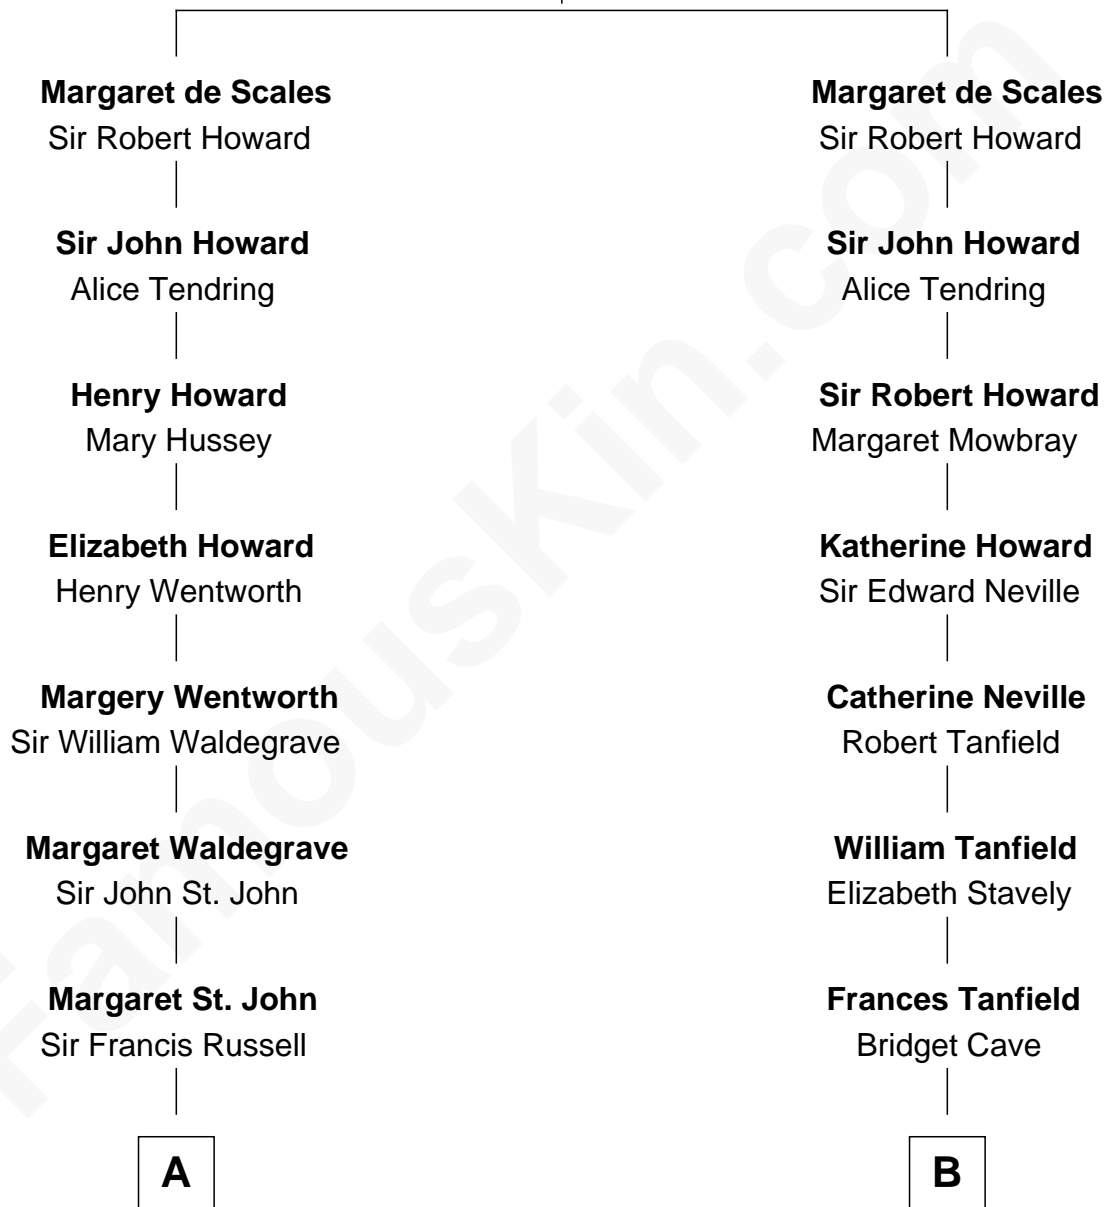 Margaret de Scales
Sir Robert Howard
Sir John Howard
Alice Tendring
Henry Howard
Mary Hussey
Elizabeth Howard
Henry Wentworth
Margery Wentworth
Sir William Waldegrave
Margaret Waldegrave
Sir John St. John
Margaret St. John
Sir Francis Russell
A
Margaret de Scales
Sir Robert Howard
Sir John Howard
Alice Tendring
Sir Robert Howard
Margaret Mowbray
Katherine Howard
Sir Edward Neville
Catherine Neville
Robert Tanfield
William Tanfield
Elizabeth Stavely
Frances Tanfield
Bridget Cave
B
FamousKin.com